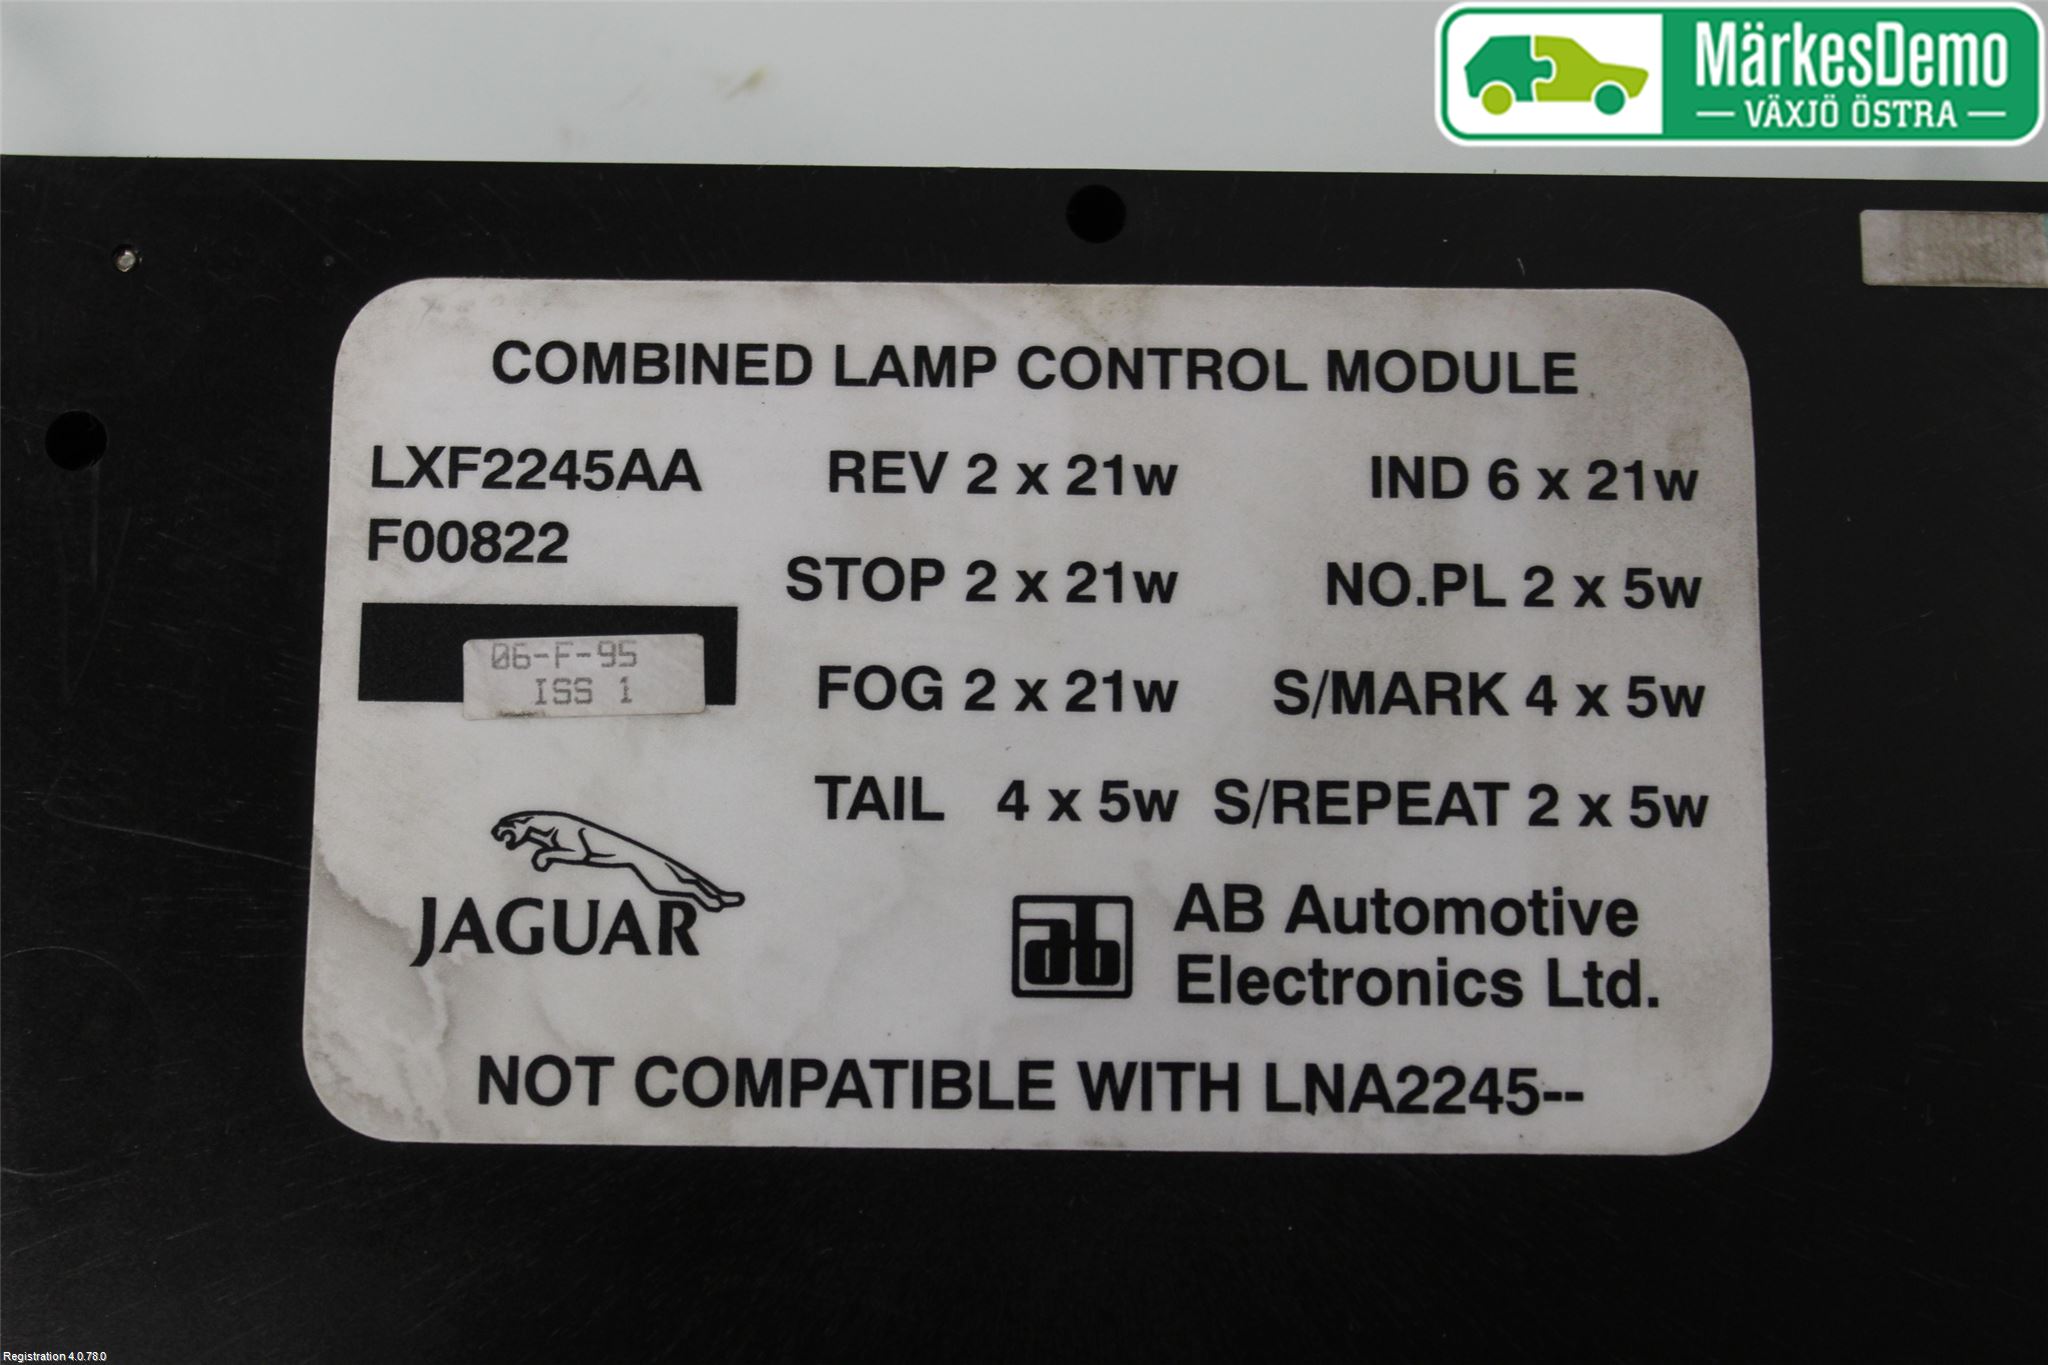 MärkesDemo
VÄXJÖ ÖSTRA
COMBINED LAMP CONTROL MODULE
LXF2245AA REV 2 x 21w IND 6 x 21w
F00822
STOP 2 x 21w NO.PL 2 x 5w
06-F-95
ISS 1
FOG 2 x 21w S/MARK 4 x 5w
TAIL 4 x 5w S/REPEAT 2 x 5w
JAGUAR
ab
AB Automotive
Electronics Ltd.
NOT COMPATIBLE WITH LNA2245--
Registration 4.0.78.0